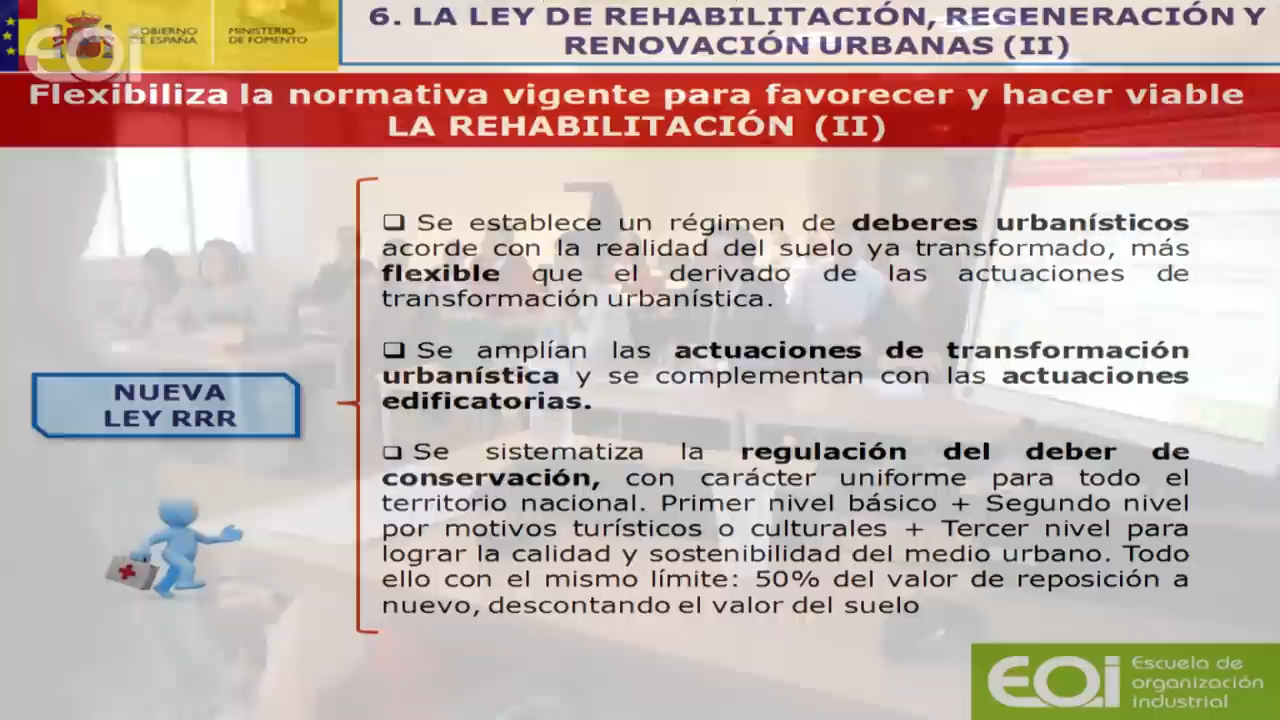 6. LA LEY DE REHABILITACIÓN, REGENERACIÓN Y
RENOVACIÓN URBANAS (II)
GOBIERNO
DE ESPAÑA
MINISTERIO
DE FOMENTO
EOi
Flexibiliza la normativa vigente para favorecer y hacer viable
LA REHABILITACIÓN (II)
❑ Se establece un régimen de deberes urbanísticos
acorde con la realidad del suelo ya transformado, más
flexible que el derivado de las actuaciones de
transformación urbanística.
❑ Se amplían las actuaciones de transformación
urbanística y se complementan con las actuaciones
edificatorias.
NUEVA
LEY RRR
❑ Se sistematiza la regulación del deber de
conservación, con carácter uniforme para todo el
territorio nacional. Primer nivel básico + Segundo nivel
por motivos turísticos o culturales + Tercer nivel para
lograr la calidad y sostenibilidad del medio urbano. Todo
ello con el mismo límite: 50% del valor de reposición a
nuevo, descontando el valor del suelo
EOi
Escuela de
organización
industrial